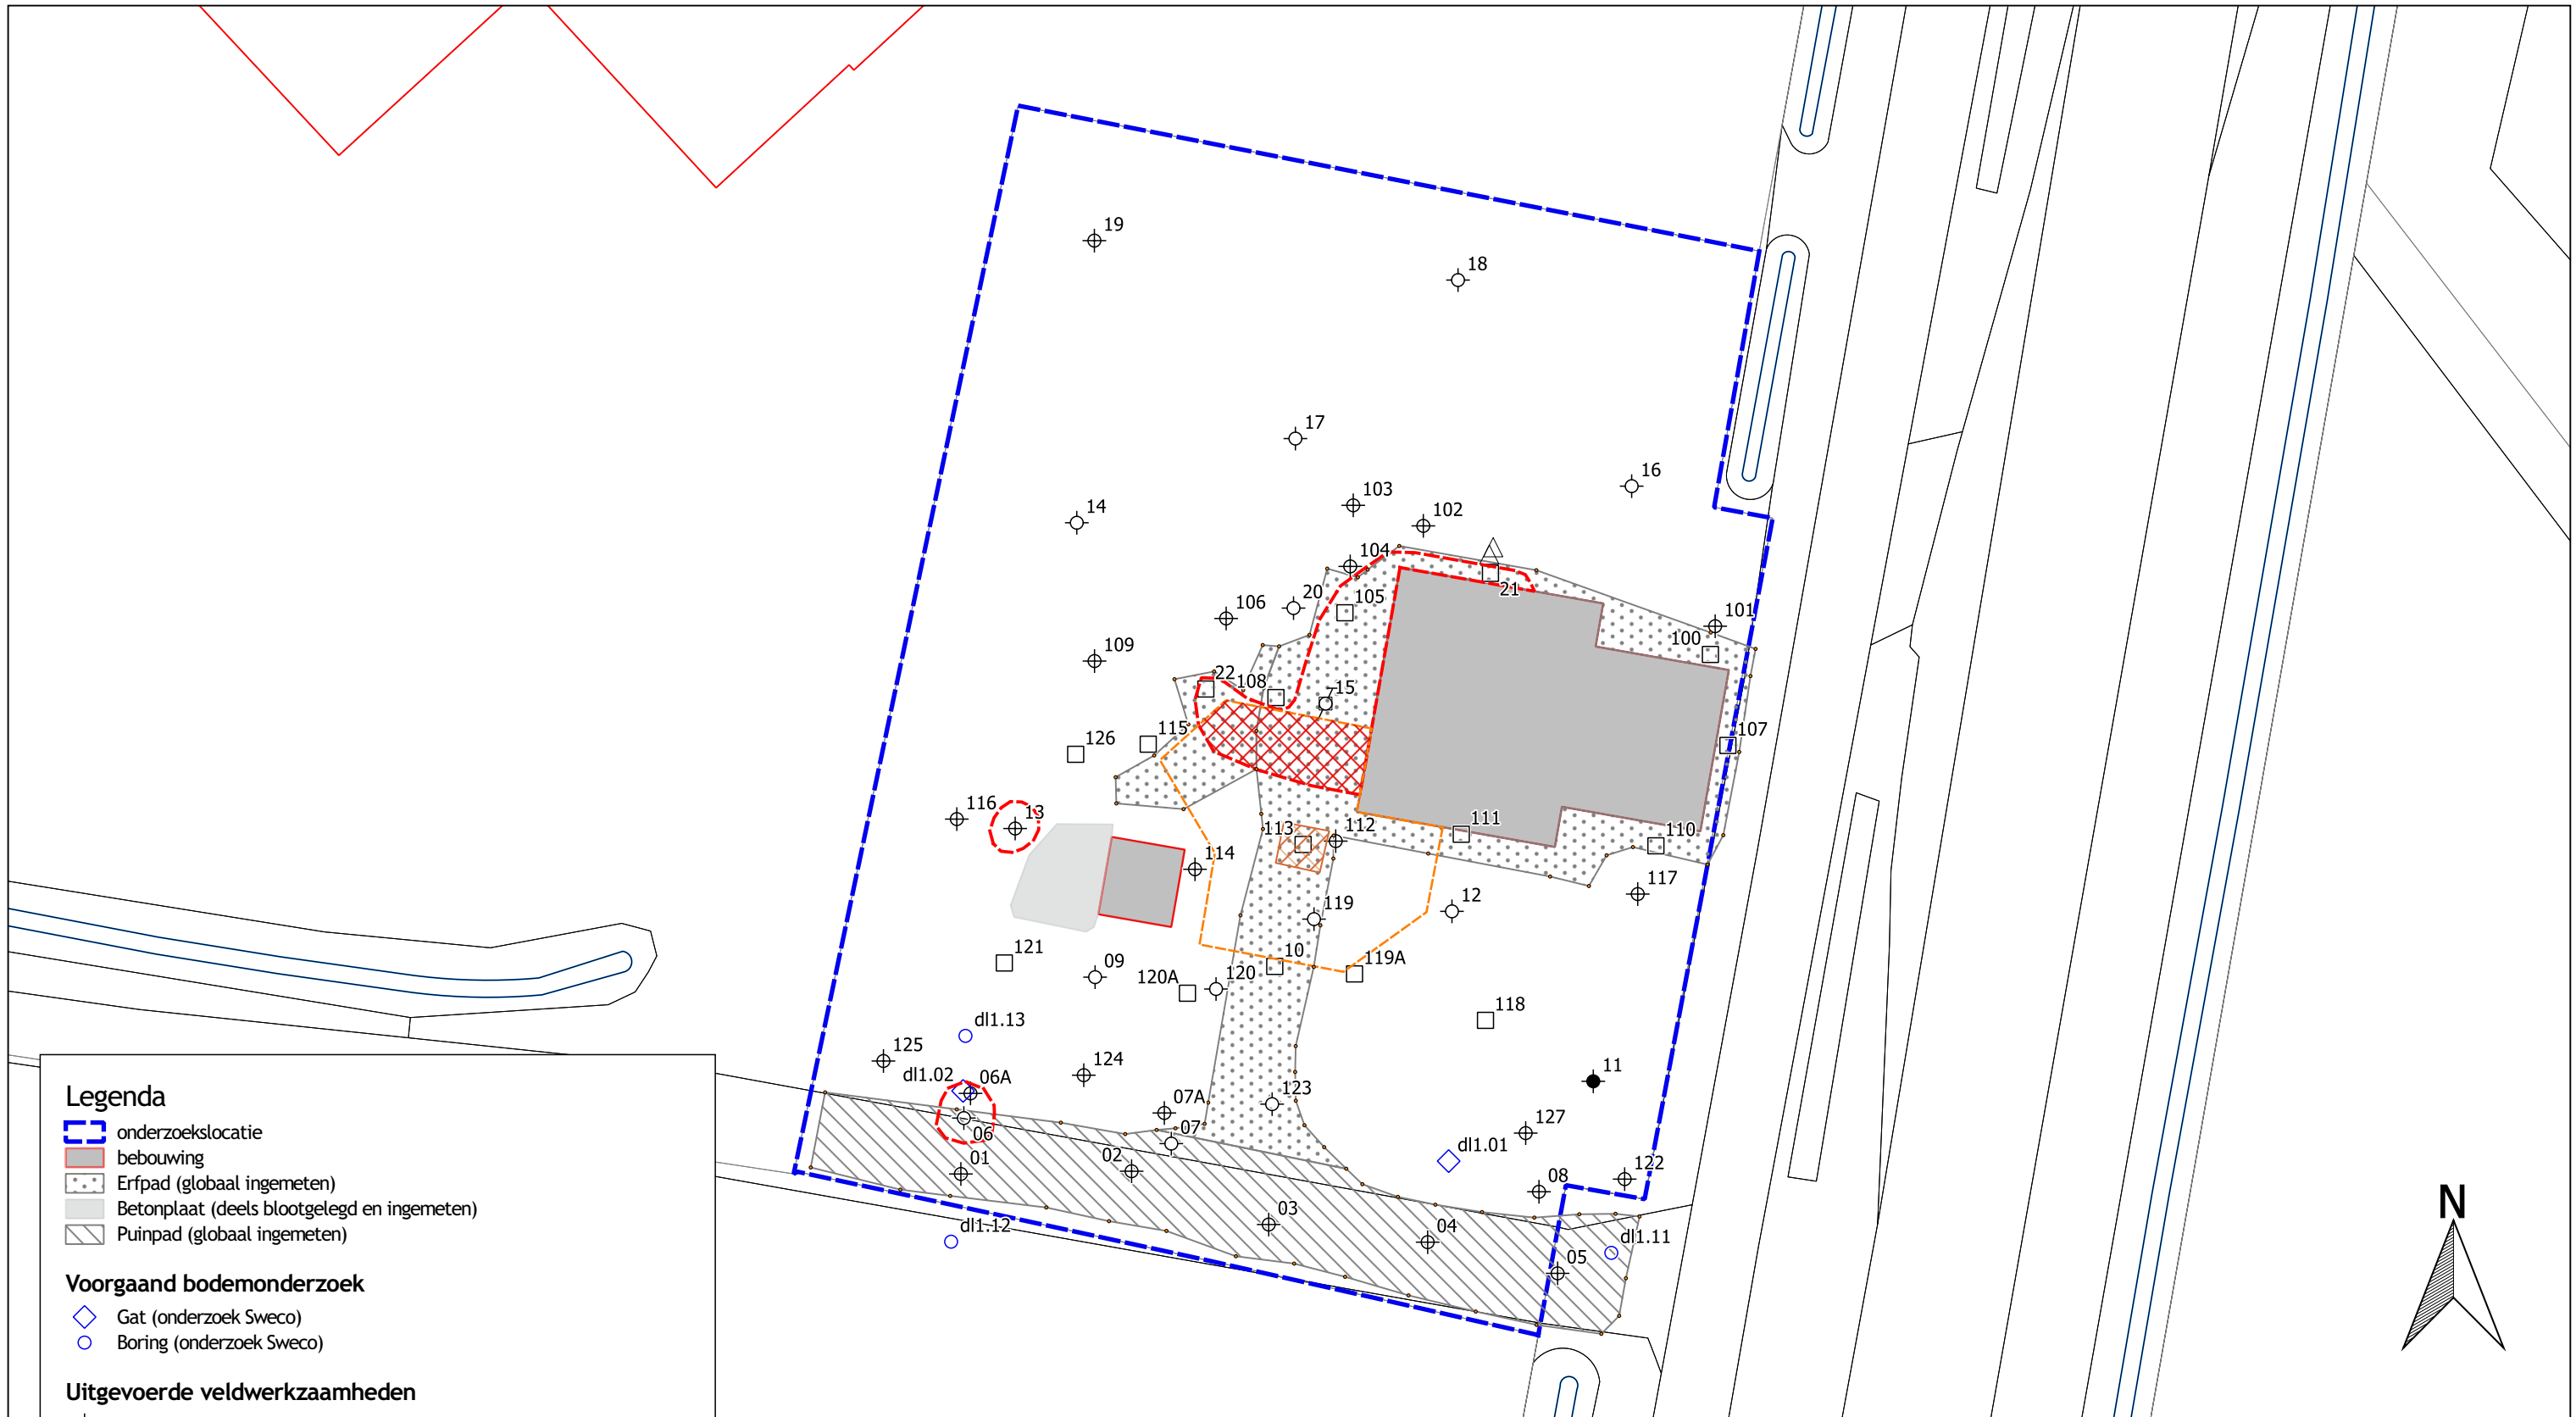 19
18
17
16
14
103
102
104
21
20
105
106
101
100
109
22
108
15
107
115
126
116
13
113
112
111
110
114
117
119
12
121
09
10
119A
120A
120
118
dl1.13
125
124
dl1.02
06A
11
07A
123
06
07
127
01
02
dl1.01
08
122
dl1.12
03
04
dl1.11
05
N
Legenda
onderzoekslocatie
bebouwing
Erfpad (globaal ingemeten)
Betonplaat (deels blootgelegd en ingemeten)
Puinpad (globaal ingemeten)
Voorgaand bodemonderzoek
Gat (onderzoek Sweco)
Boring (onderzoek Sweco)
Uitgevoerde veldwerkzaamheden